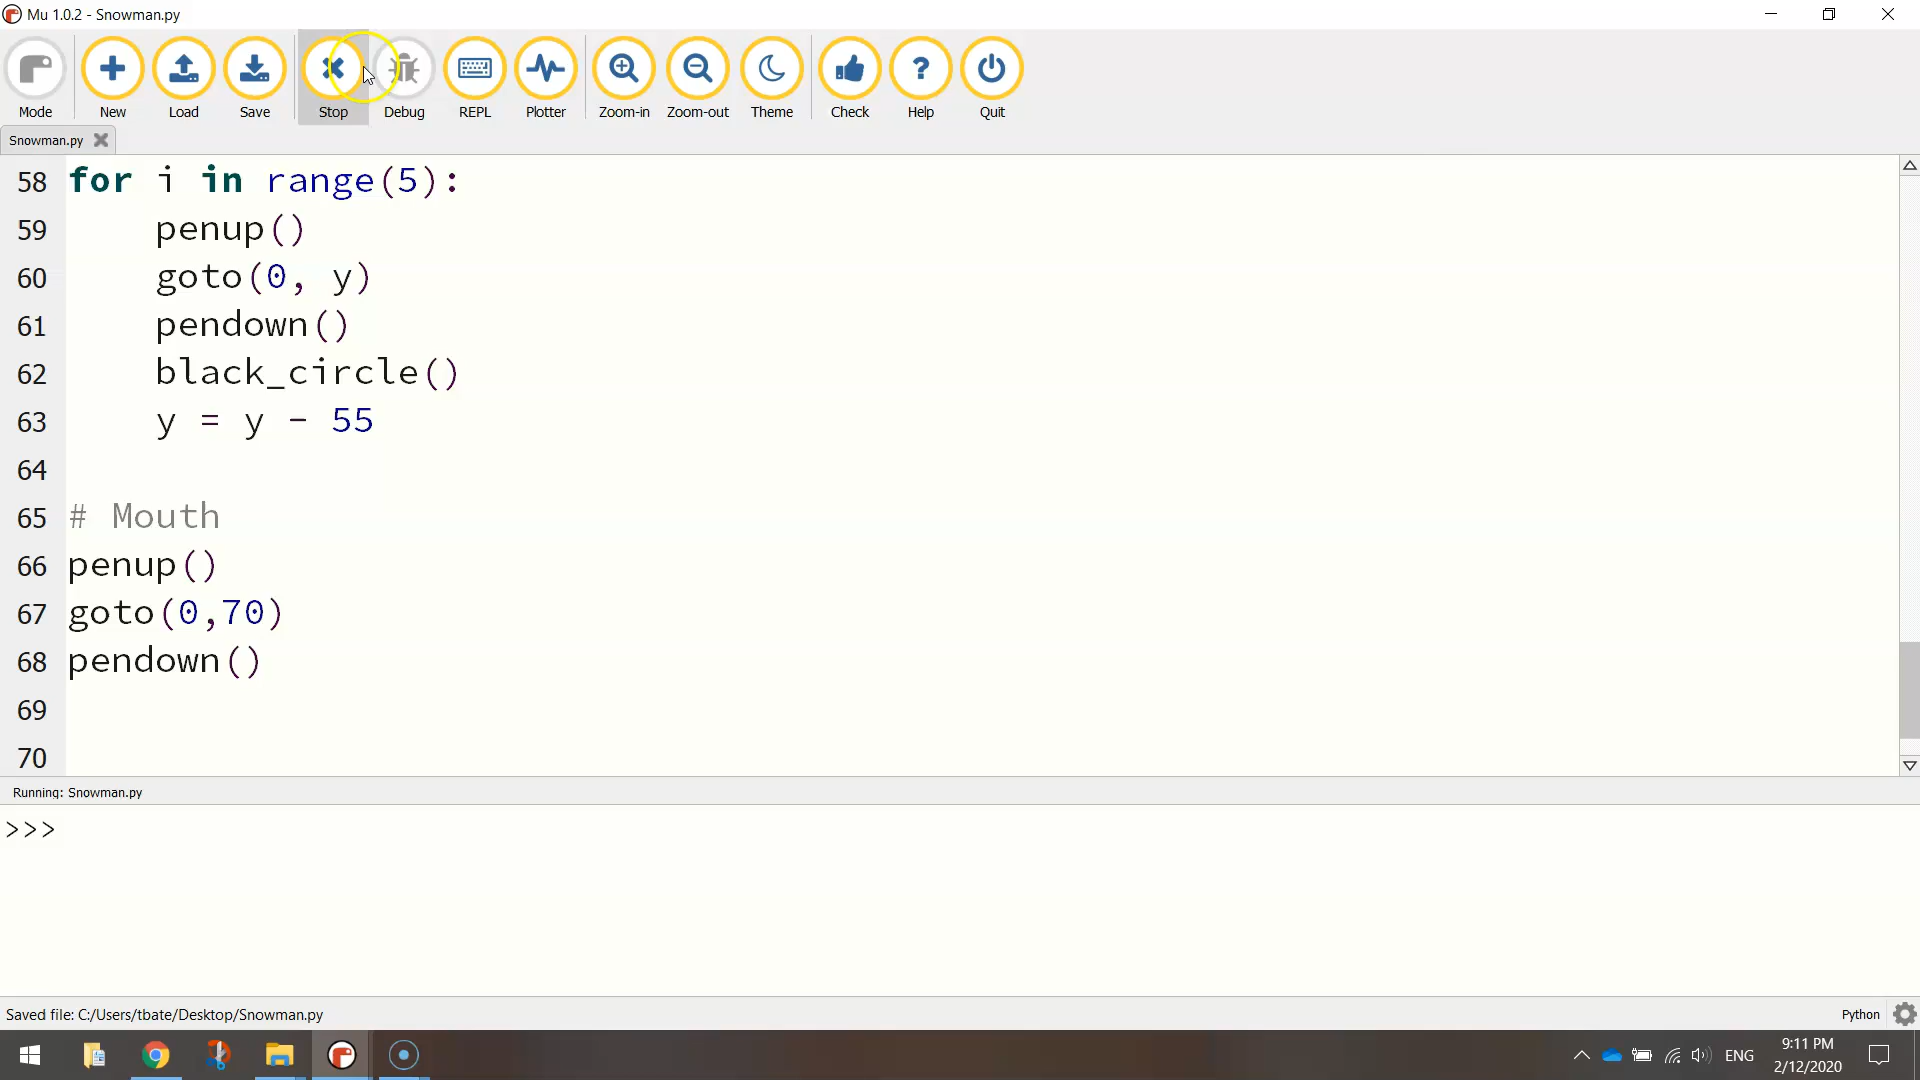 Mu 1.0.2 - Snowman.py
Mode New Load Save Stop Debug REPL Plotter Zoom-in Zoom-out Theme Check Help Quit
Snowman.py
58 for i in range(5):
59     penup()
60     goto(0, y)
61     pendown()
62     black_circle()
63     y = y - 55
64
65 # Mouth
66 penup()
67 goto(0,70)
68 pendown()
69
70
Running: Snowman.py
>>>
Saved file: C:/Users/tbate/Desktop/Snowman.py Python
ENG 9:11 PM
2/12/2020